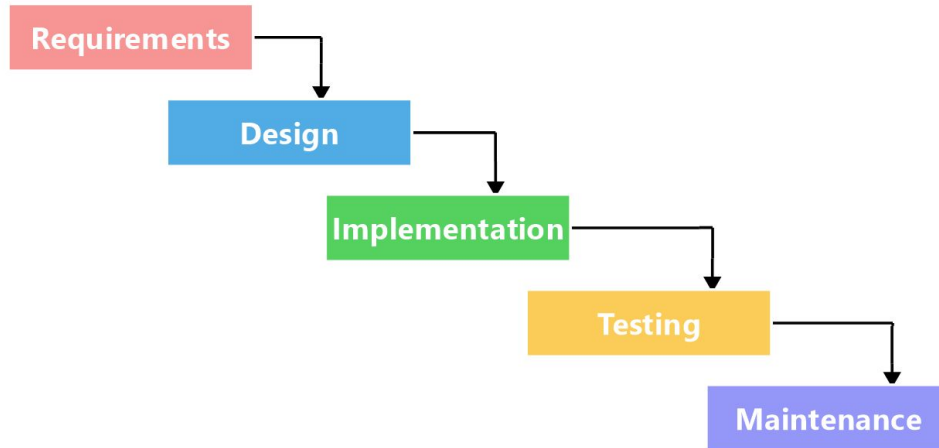 Requirements
Design
Implementation
Testing
Maintenance